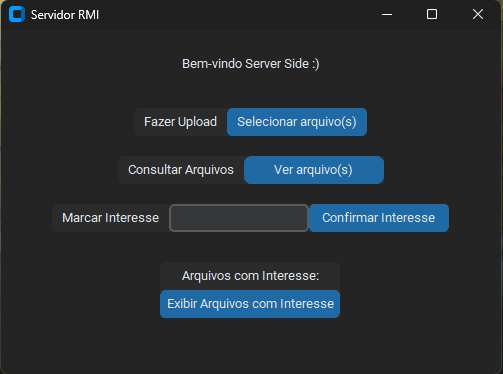 Servidor RMI
Bem-vindo Server Side :)
Fazer Upload Selecionar arquivo(s)
Consultar Arquivos Ver arquivo(s)
Marcar Interesse Confirmar Interesse
Arquivos com Interesse:
Exibir Arquivos com Interesse